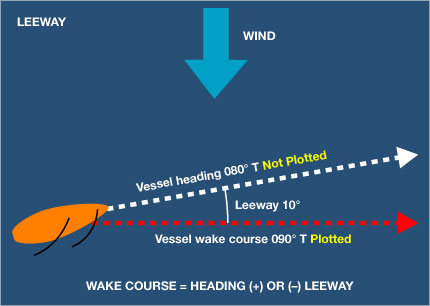 LEEWAY
WIND
Vessel heading 080° T Not Plotted
Leeway 10°
Vessel wake course 090° T Plotted
WAKE COURSE = HEADING (+) OR (–) LEEWAY